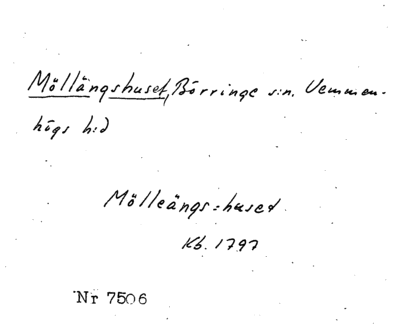 Möllängshuset, Börringe s:n, Vemmen-
högs h:d
Mölleängs=huset
Kb. 1797
Nr 7506